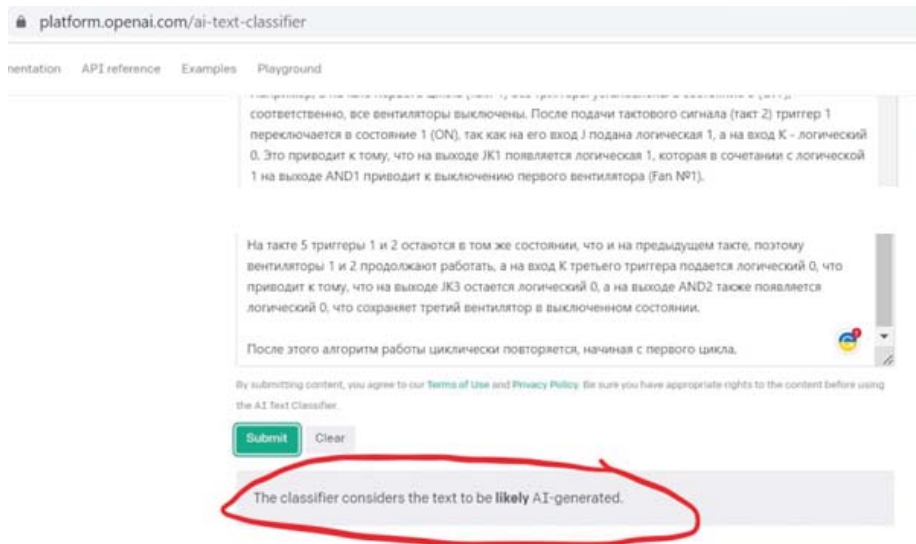 platform.openai.com/ai-text-classifier
mentation API reference Examples Playground
соответственно, все вентиляторы выключены. После подачи тактового сигнала (такт 2) триггер 1
переключается в состояние 1 (ON), так как на его вход J подана логическая 1, а на вход K - логический
0. Это приводит к тому, что на выходе JK1 появляется логическая 1, которая в сочетании с логической
1 на выходе AND1 приводит к выключению первого вентилятора (Fan №1).
На такте 5 триггеры 1 и 2 остаются в том же состоянии, что и на предыдущем такте, поэтому
вентиляторы 1 и 2 продолжают работать, а на вход K третьего триггера подается логический 0, что
приводит к тому, что на выходе JK3 остается логический 0, а на выходе AND2 также появляется
логический 0, что сохраняет третий вентилятор в выключенном состоянии.
После этого алгоритм работы циклически повторяется, начиная с первого цикла.
By submitting content, you agree to our Terms of Use and Privacy Policy. Be sure you have appropriate rights to the content before using
the AI Text Classifier.
Submit Clear
The classifier considers the text to be likely AI-generated.